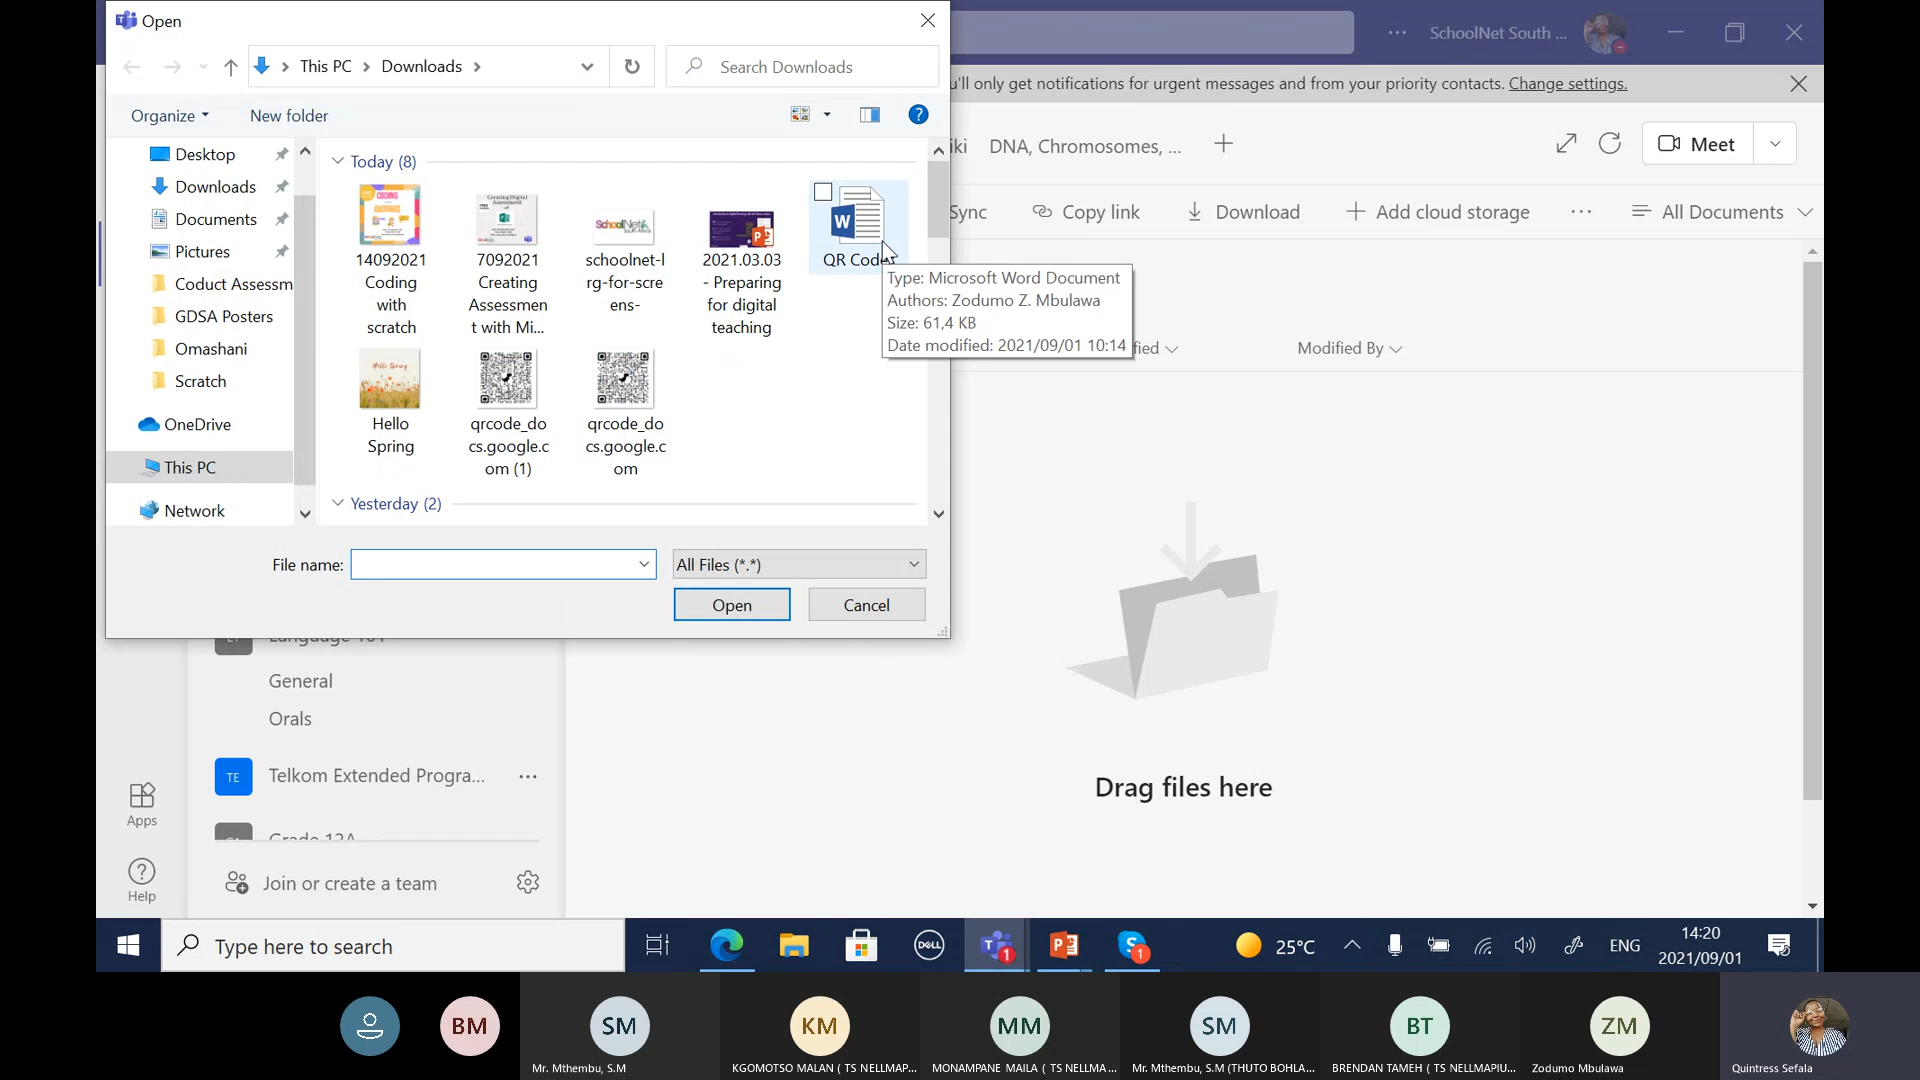 Open
SchoolNet South ...
This PC
Downloads
Search Downloads
u'll only get notifications for urgent messages and from your priority contacts. Change settings.
Organize
New folder
iki
DNA, Chromosomes, ...
Meet
Desktop
Downloads
Documents
Pictures
Coduct Assessm
GDSA Posters
Omashani
Scratch
OneDrive
This PC
Network
Today (8)
14092021
Coding
with
scratch
7092021
Creating
Assessmen
t with Mi...
schoolnet-l
rg-for-scre
ens-
2021.03.03
- Preparing
for digital
teaching
QR Code
Type: Microsoft Word Document
Authors: Zodumo Z. Mbulawa
Size: 61,4 KB
Date modified: 2021/09/01 10:14
Hello
Spring
qrcode_do
cs.google.c
om (1)
qrcode_do
cs.google.c
om
Yesterday (2)
Sync
Copy link
Download
Add cloud storage
All Documents
Modified By
File name:
All Files (*.*)
Open
Cancel
General
Orals
TE
Telkom Extended Progra...
Grade 12A
Join or create a team
Apps
Help
Drag files here
Type here to search
DELL
25°C
ENG
14:20
2021/09/01
BM
SM
KM
MM
SM
BT
ZM
Mr. Mthembu, S.M
KGOMOTSO MALAN ( TS NELLMAP...
MONAMPANE MAILA ( TS NELLMA...
Mr. Mthembu, S.M (THUTO BOHLA...
BRENDAN TAMEH ( TS NELLMAPIU...
Zodumo Mbulawa
Quintress Sefala